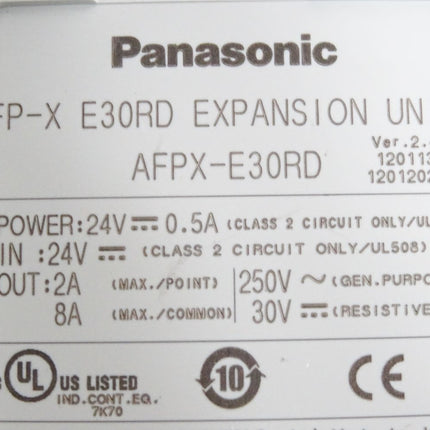 Panasonic
FP-X E30RD EXPANSION UN
AFPX-E30RD
Ver.2.
120113
1201202
POWER:24V⎓0.5A (CLASS 2 CIRCUIT ONLY/UL
IN :24V⎓ (CLASS 2 CIRCUIT ONLY/UL508)
OUT:2A (MAX./POINT) 250V ~ (GEN.PURPO
8A (MAX./COMMON) 30V ⎓ (RESISTIVE
c UL US LISTED
IND.CONT.EQ.
7K70
10
CE